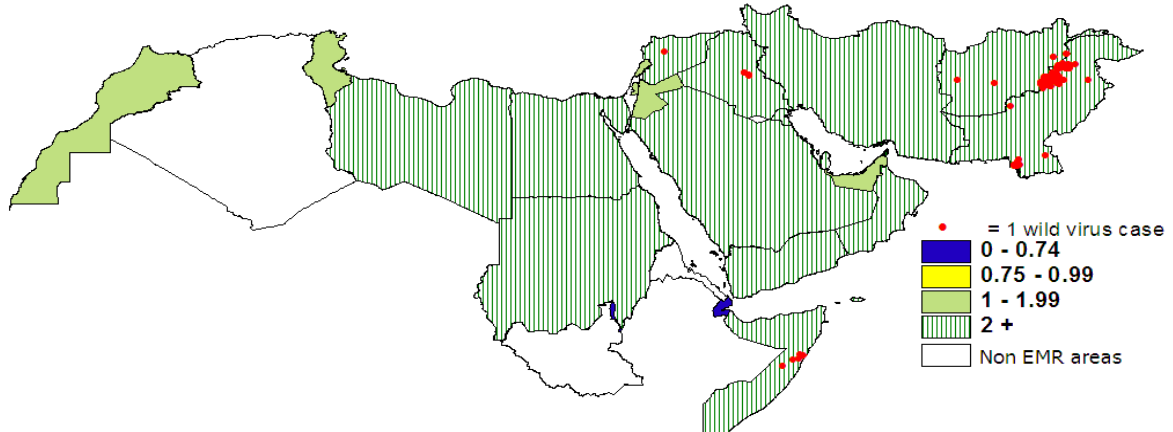 = 1 wild virus case
0 - 0.74
0.75 - 0.99
1 - 1.99
2 +
Non EMR areas